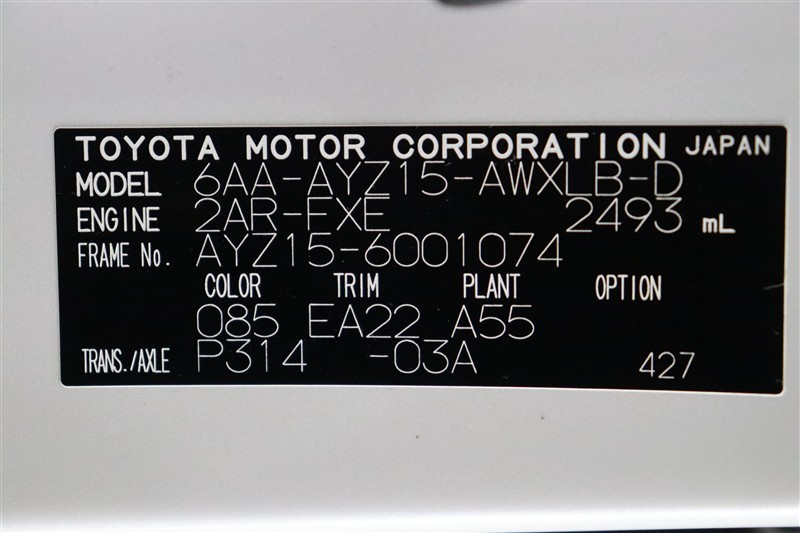 TOYOTA MOTOR CORPORATION JAPAN
MODEL 6AA-AYZ15-AWXLB-D
ENGINE 2AR-FXE 2493 mL
FRAME No. AYZ15-6001074
COLOR TRIM PLANT OPTION
085 EA22 A55
TRANS./AXLE P314 -03A 427